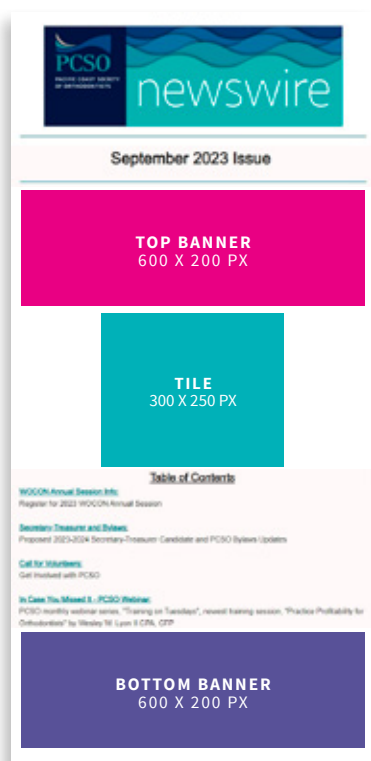 PCSO
PACIFIC COAST SOCIETY
OF ORTHODONTISTS
newswire
September 2023 Issue
TOP BANNER
600 X 200 PX
TILE
300 X 250 PX
Table of Contents
WOCON Annual Session Info:
Register for 2023 WOCON Annual Session
Secretary-Treasurer and Bylaws:
Proposed 2023-2024 Secretary-Treasurer Candidate and PCSO Bylaws Updates
Call for Volunteers:
Get Involved with PCSO
In Case You Missed It - PCSO Webinar:
PCSO monthly webinar series, "Training on Tuesdays", newest training session, "Practice Profitability for
Orthodontists" by Wesley W. Lyon II CPA, CFP
BOTTOM BANNER
600 X 200 PX